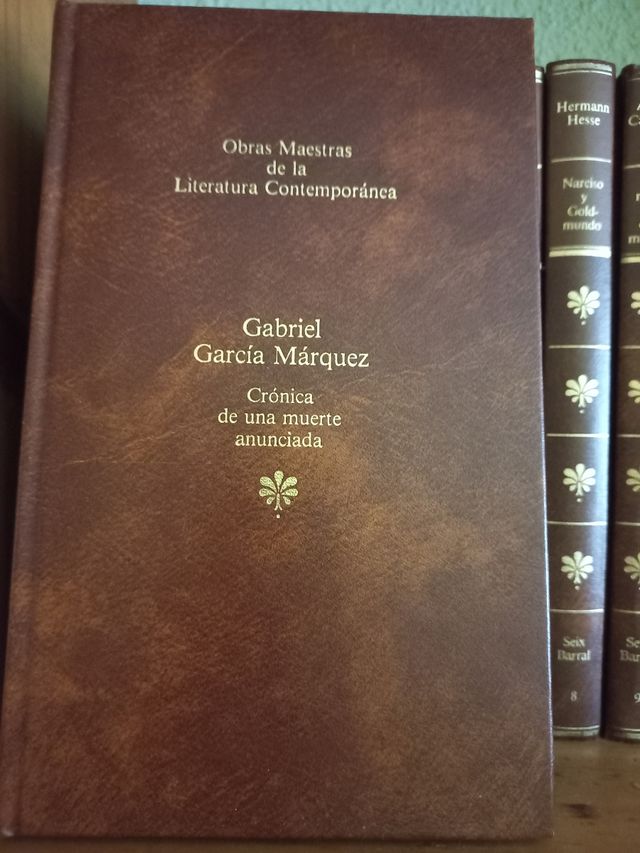 Obras Maestras
de la
Literatura Contemporánea
Gabriel
García Márquez
Crónica
de una muerte
anunciada
Hermann
Hesse
Narciso
y
Gold-
mundo
Seix
Barral
8